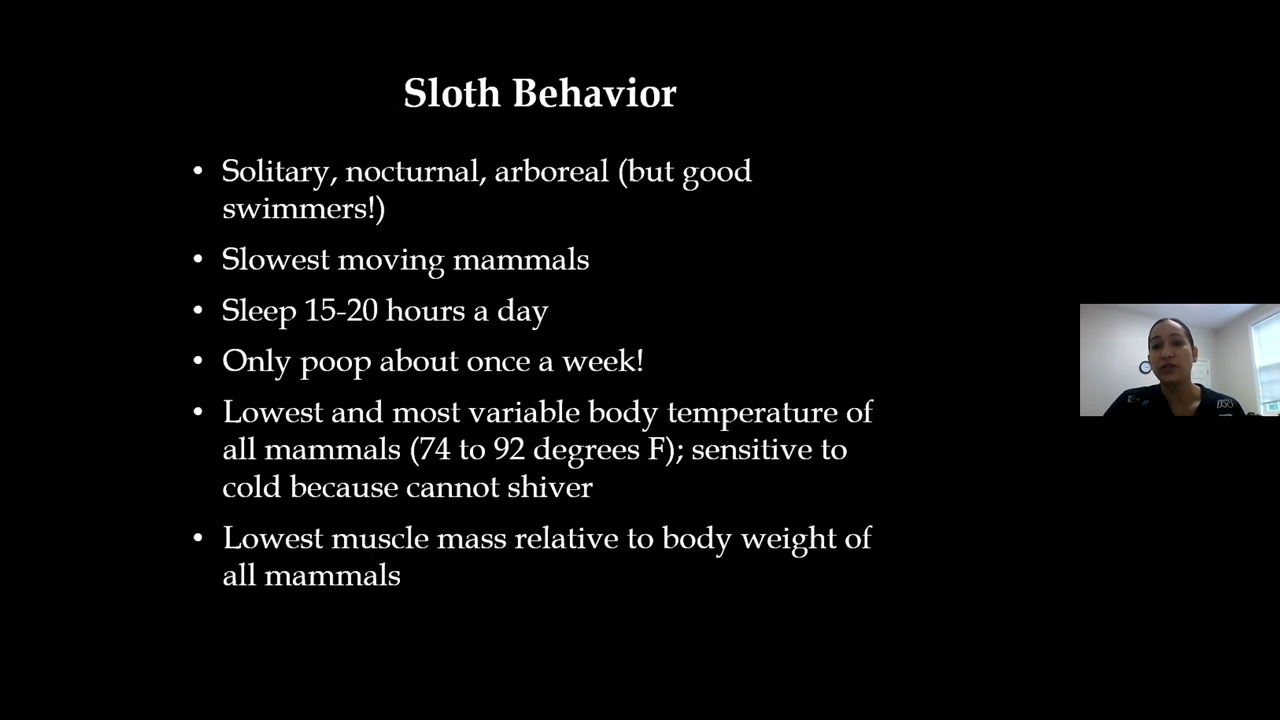 Sloth Behavior
• Solitary, nocturnal, arboreal (but good
swimmers!)
• Slowest moving mammals
• Sleep 15-20 hours a day
• Only poop about once a week!
• Lowest and most variable body temperature of
all mammals (74 to 92 degrees F); sensitive to
cold because cannot shiver
• Lowest muscle mass relative to body weight of
all mammals